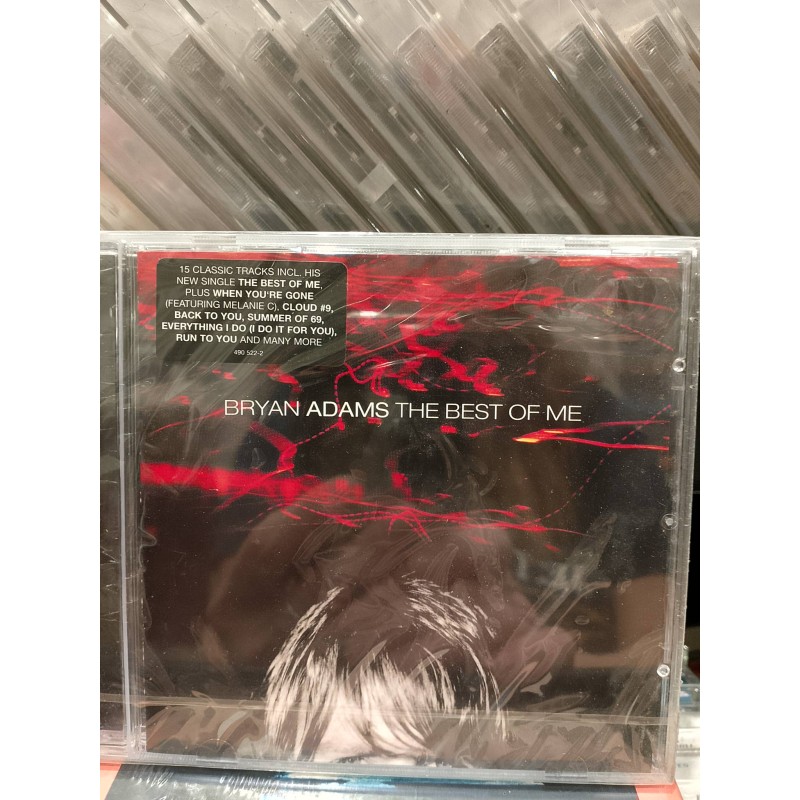 15 CLASSIC TRACKS INCL. HIS
NEW SINGLE THE BEST OF ME,
PLUS WHEN YOU'RE GONE
(FEATURING MELANIE C), CLOUD #9,
BACK TO YOU, SUMMER OF 69,
EVERYTHING I DO (I DO IT FOR YOU),
RUN TO YOU AND MANY MORE
490 522-2
BRYAN ADAMS THE BEST OF ME